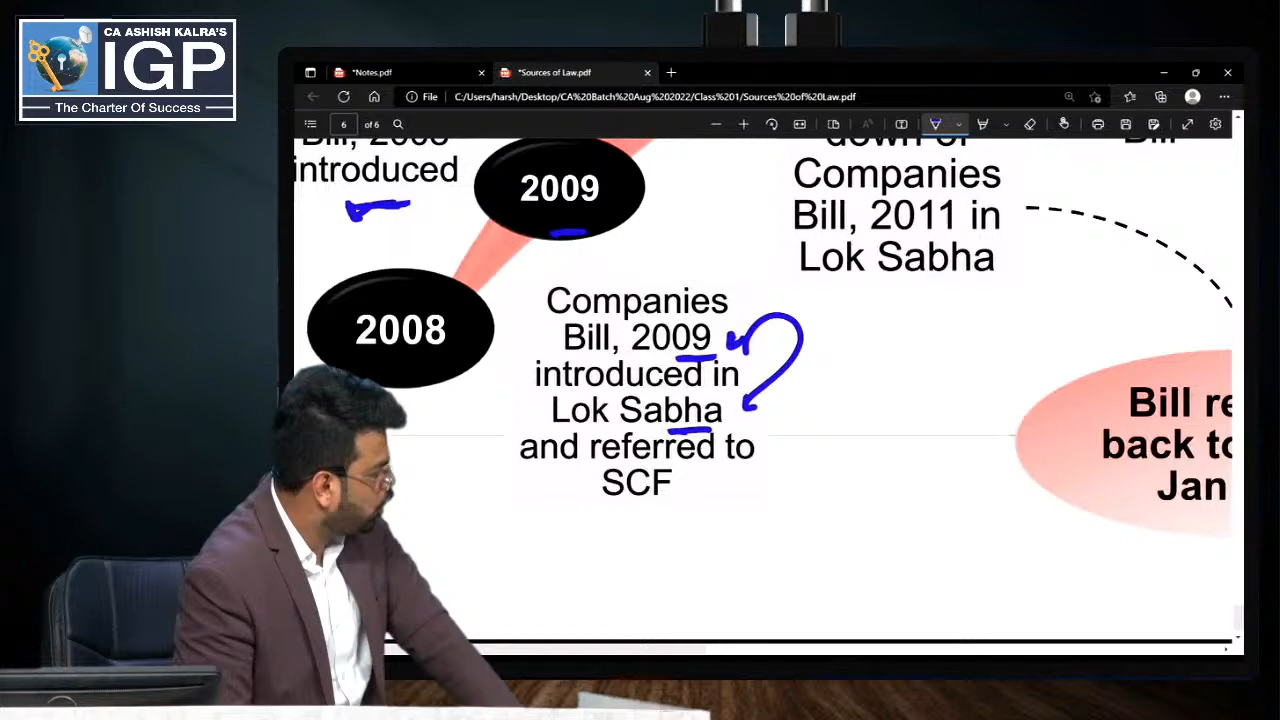 CA ASHISH KALRA'S
IGP
The Charter Of Success
*Notes.pdf
*Sources of Law.pdf
File
C:/Users/harsh/Desktop/CA%20Batch%20Aug%202022/Class%201/Sources%20of%20Law.pdf
6 of 6
introduced
2009
Companies
Bill, 2011 in
Lok Sabha
2008
Companies
Bill, 2009
introduced in
Lok Sabha
and referred to
SCF
Bill re
back to
Jan